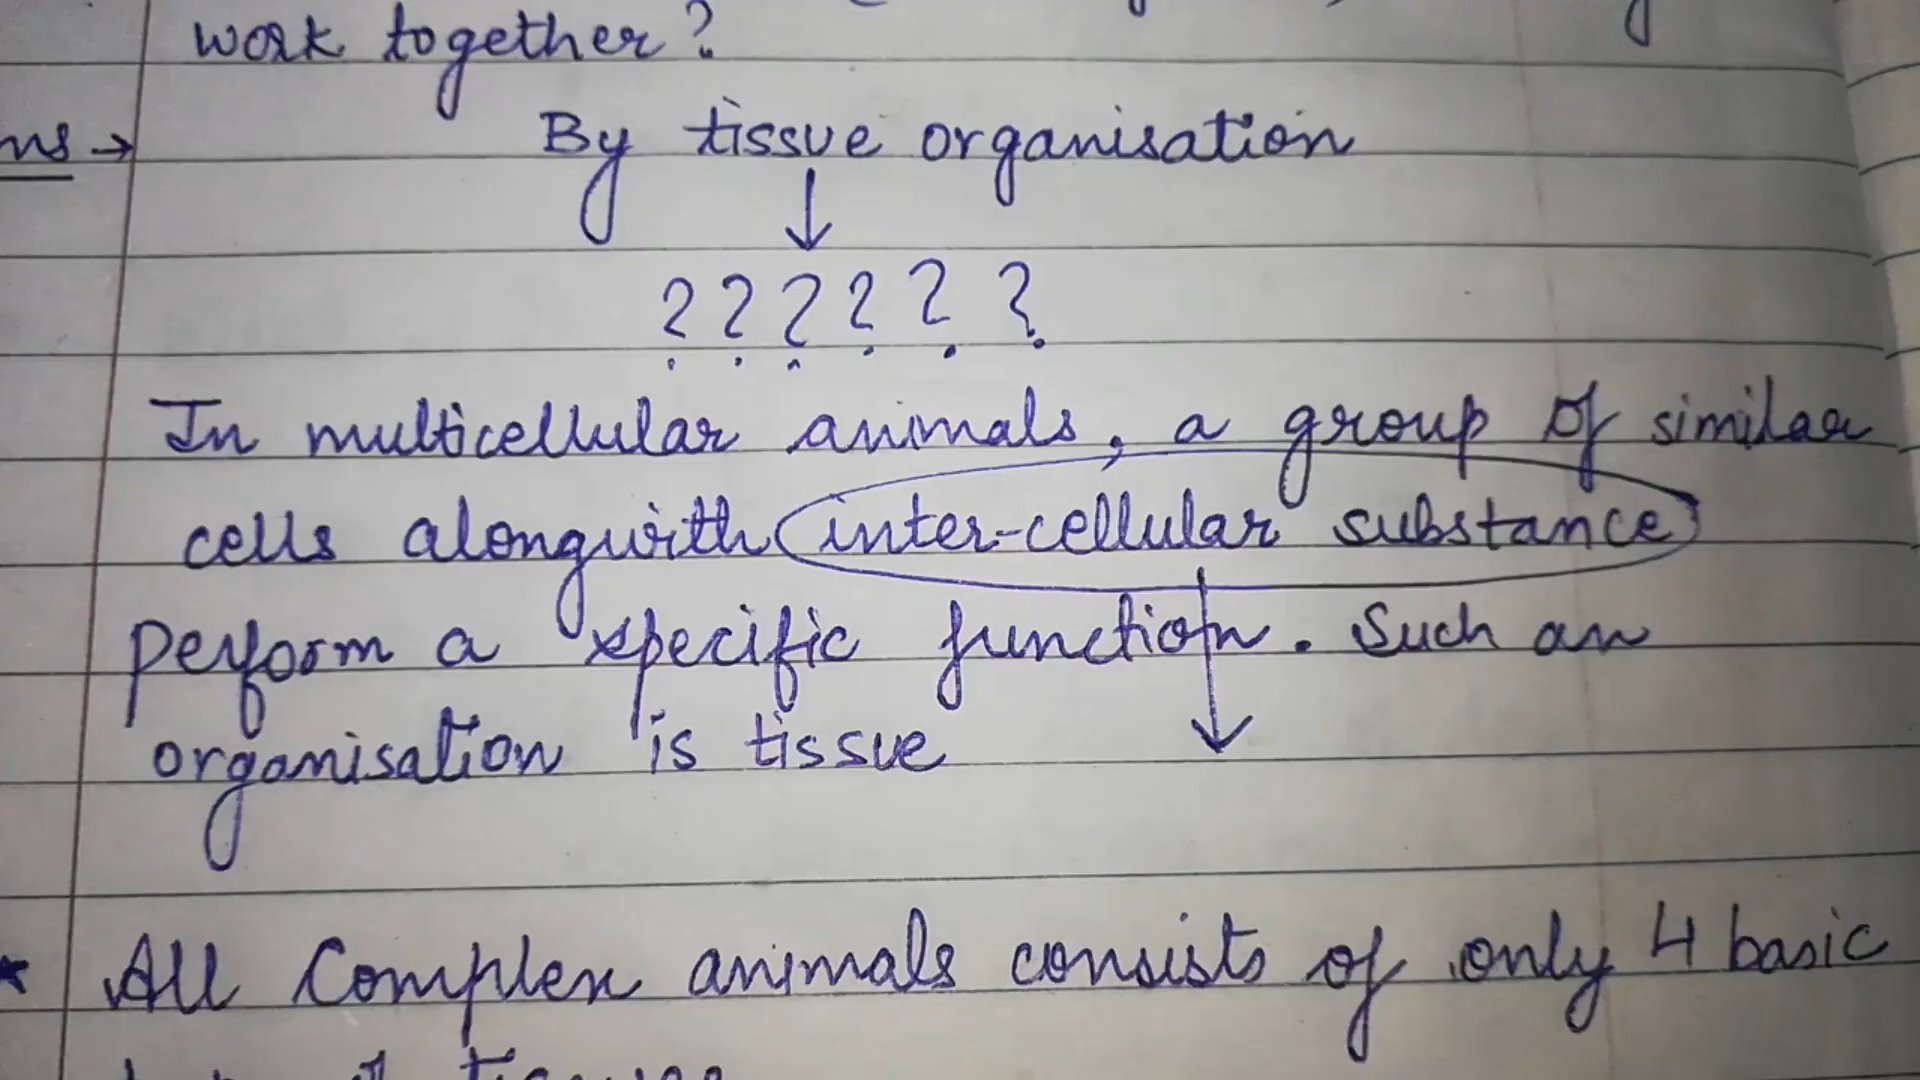 work together?
ns → By tissue organisation
↓
? ? ? ? ? ?
In multicellular animals, a group of similar
cells alongwith inter-cellular substance
perform a specific function. Such an
organisation is tissue
* All Complex animals consists of only 4 basic